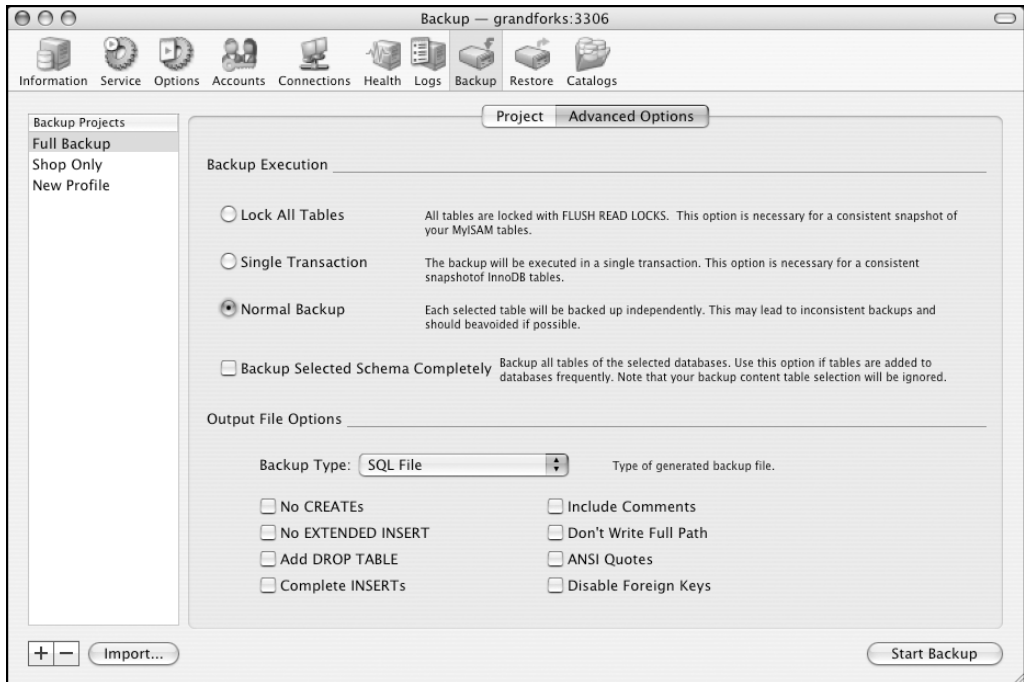 Backup — grandforks:3306
Information Service Options Accounts Connections Health Logs Backup Restore Catalogs
Project Advanced Options
Backup Projects
Full Backup
Shop Only
New Profile
Backup Execution
Lock All Tables
All tables are locked with FLUSH READ LOCKS. This option is necessary for a consistent snapshot of
your MyISAM tables.
Single Transaction
The backup will be executed in a single transaction. This option is necessary for a consistent
snapshotof InnoDB tables.
Normal Backup
Each selected table will be backed up independently. This may lead to inconsistent backups and
should beavoided if possible.
Backup Selected Schema Completely
Backup all tables of the selected databases. Use this option if tables are added to
databases frequently. Note that your backup content table selection will be ignored.
Output File Options
Backup Type: SQL File Type of generated backup file.
No CREATEs Include Comments
No EXTENDED INSERT Don't Write Full Path
Add DROP TABLE ANSI Quotes
Complete INSERTs Disable Foreign Keys
+ − Import... Start Backup